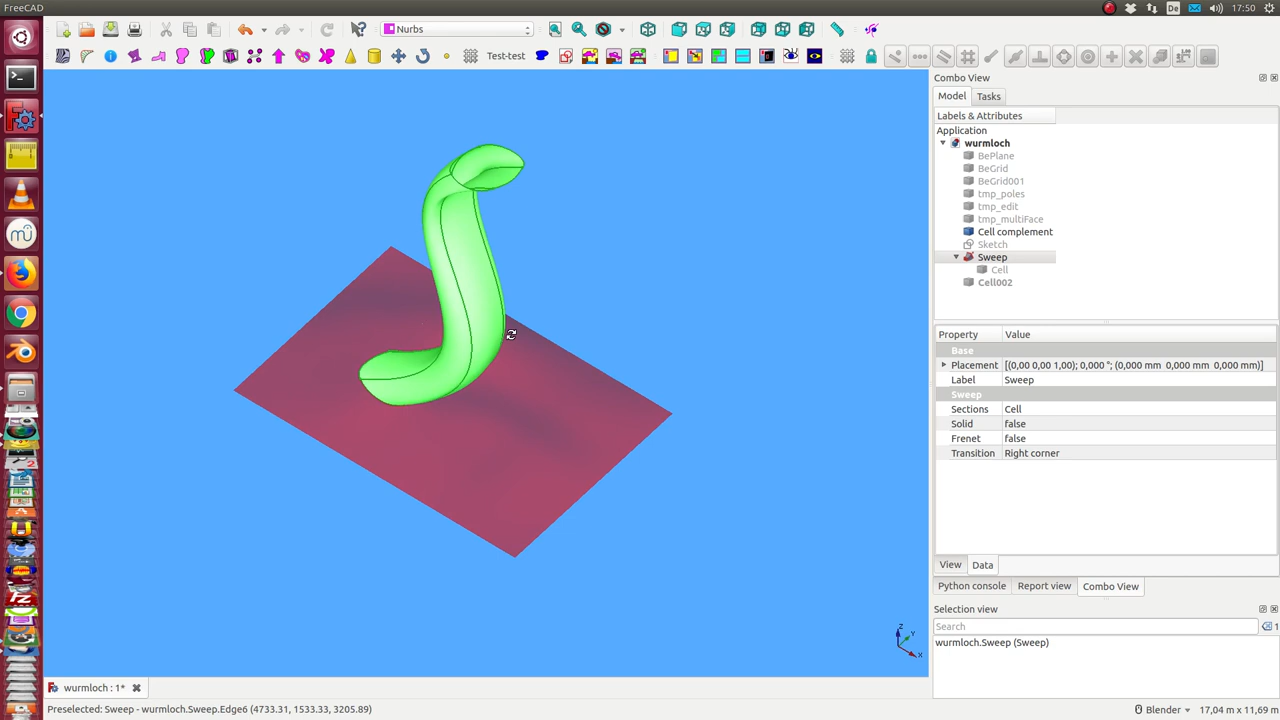 FreeCAD
De
17:50
Nurbs
Test-test
Combo View
Model
Tasks
Labels & Attributes
Application
wurmloch
BePlane
BeGrid
BeGrid001
tmp_poles
tmp_edit
tmp_multiFace
Cell complement
Sketch
Sweep
Cell
Cell002
Property
Value
Base
Placement
[(0,00 0,00 1,00); 0,000 °; (0,000 mm 0,000 mm 0,000 mm)]
Label
Sweep
Sweep
Sections
Cell
Solid
false
Frenet
false
Transition
Right corner
View
Data
Python console
Report view
Combo View
Selection view
Search
1
wurmloch.Sweep (Sweep)
Z
Y
X
wurmloch : 1*
Preselected: Sweep - wurmloch.Sweep.Edge6 (4733.31, 1533.33, 3205.89)
Blender
17,04 m x 11,69 m